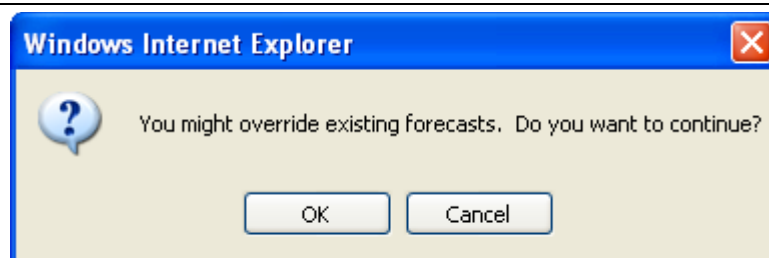 Windows Internet Explorer
You might override existing forecasts.  Do you want to continue?
OK
Cancel